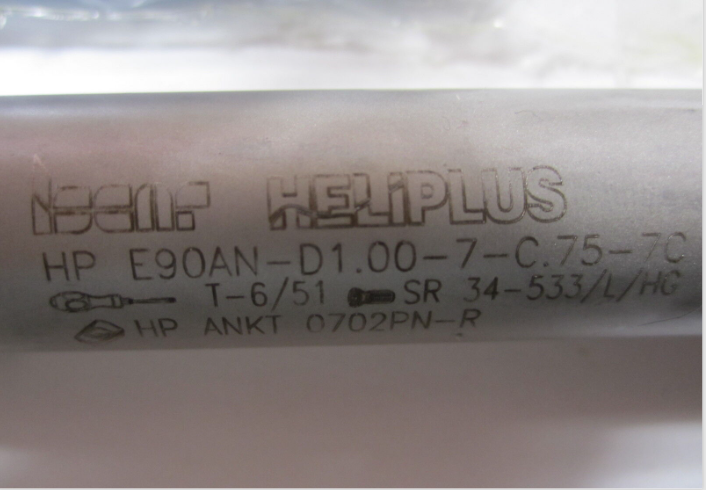 ISCAR HELIPLUS
HP E90AN-D1.00-7-C.75-7C
T-6/51 SR 34-533/L/HG
HP ANKT 0702PN-R